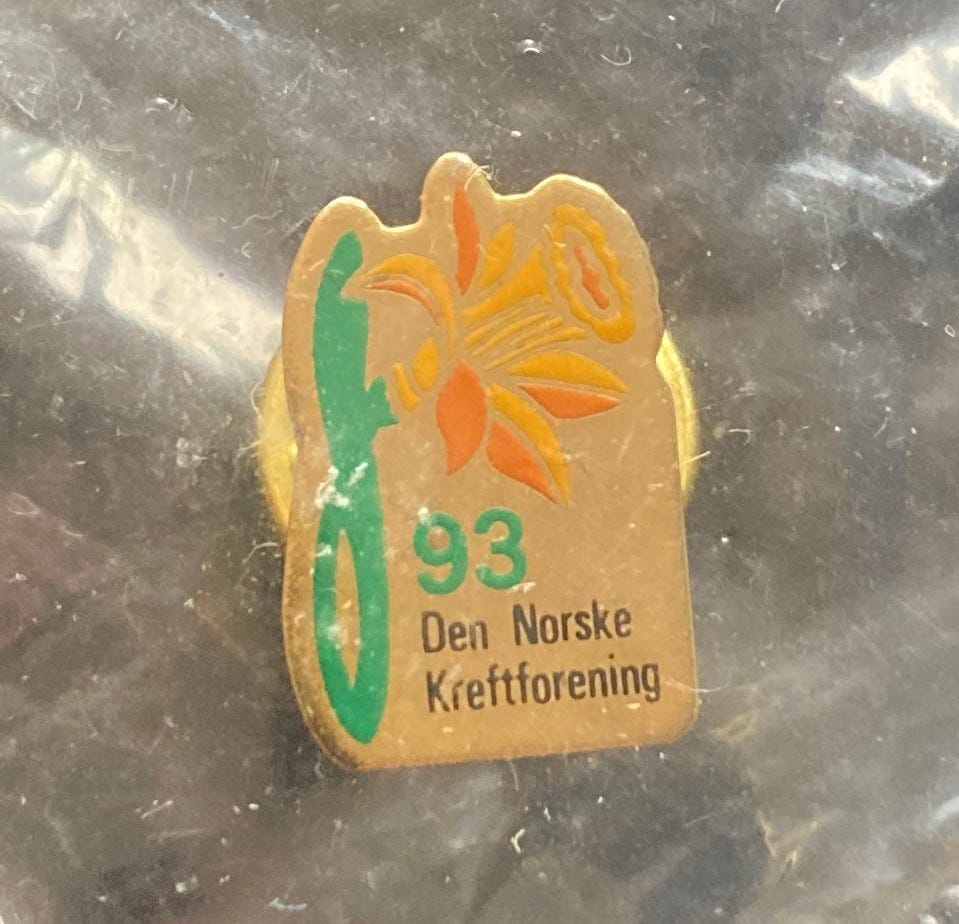 93
Den Norske
Kreftforening